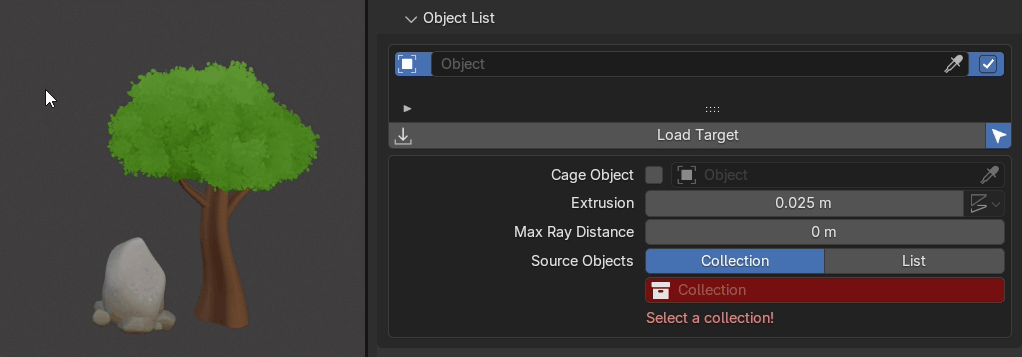 Object List
Object
Load Target
Cage Object Object
Extrusion 0.025 m
Max Ray Distance 0 m
Source Objects Collection List
Collection
Select a collection!